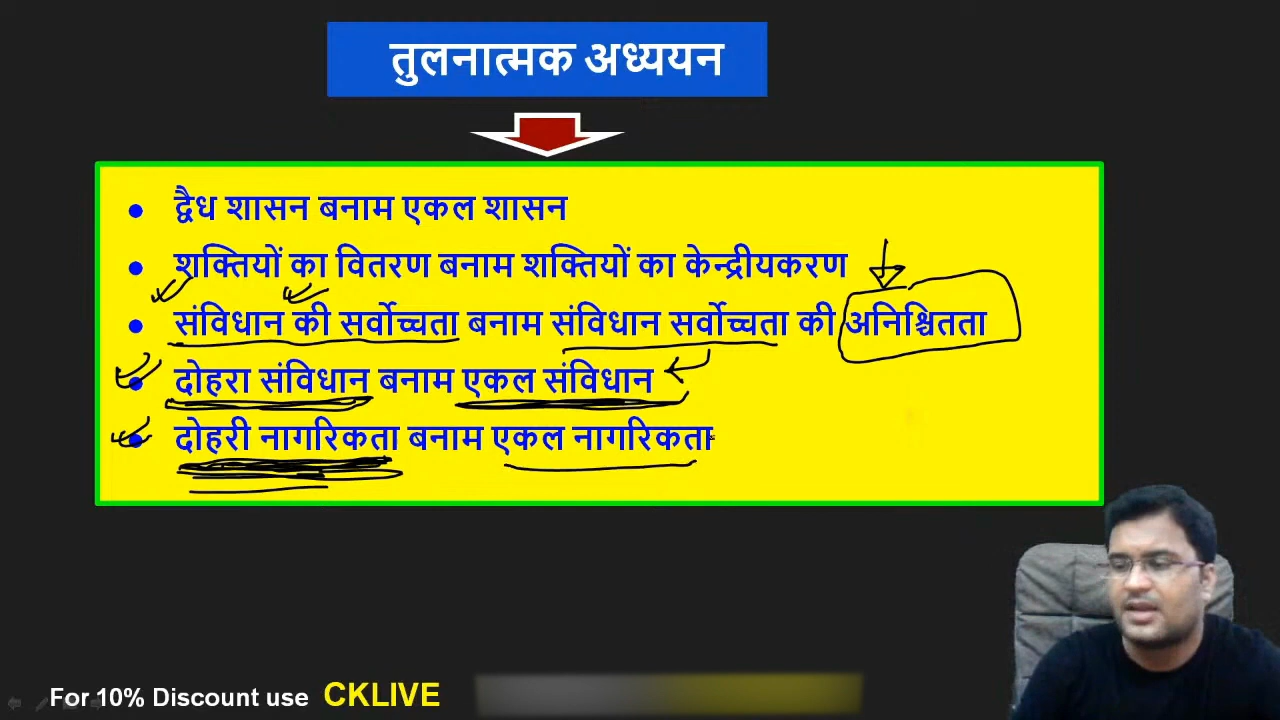 तुलनात्मक अध्ययन
• द्वैध शासन बनाम एकल शासन
• शक्तियों का वितरण बनाम शक्तियों का केन्द्रीयकरण
• संविधान की सर्वोच्चता बनाम संविधान सर्वोच्चता की अनिश्चितता
• दोहरा संविधान बनाम एकल संविधान
• दोहरी नागरिकता बनाम एकल नागरिकता
For 10% Discount use CKLIVE